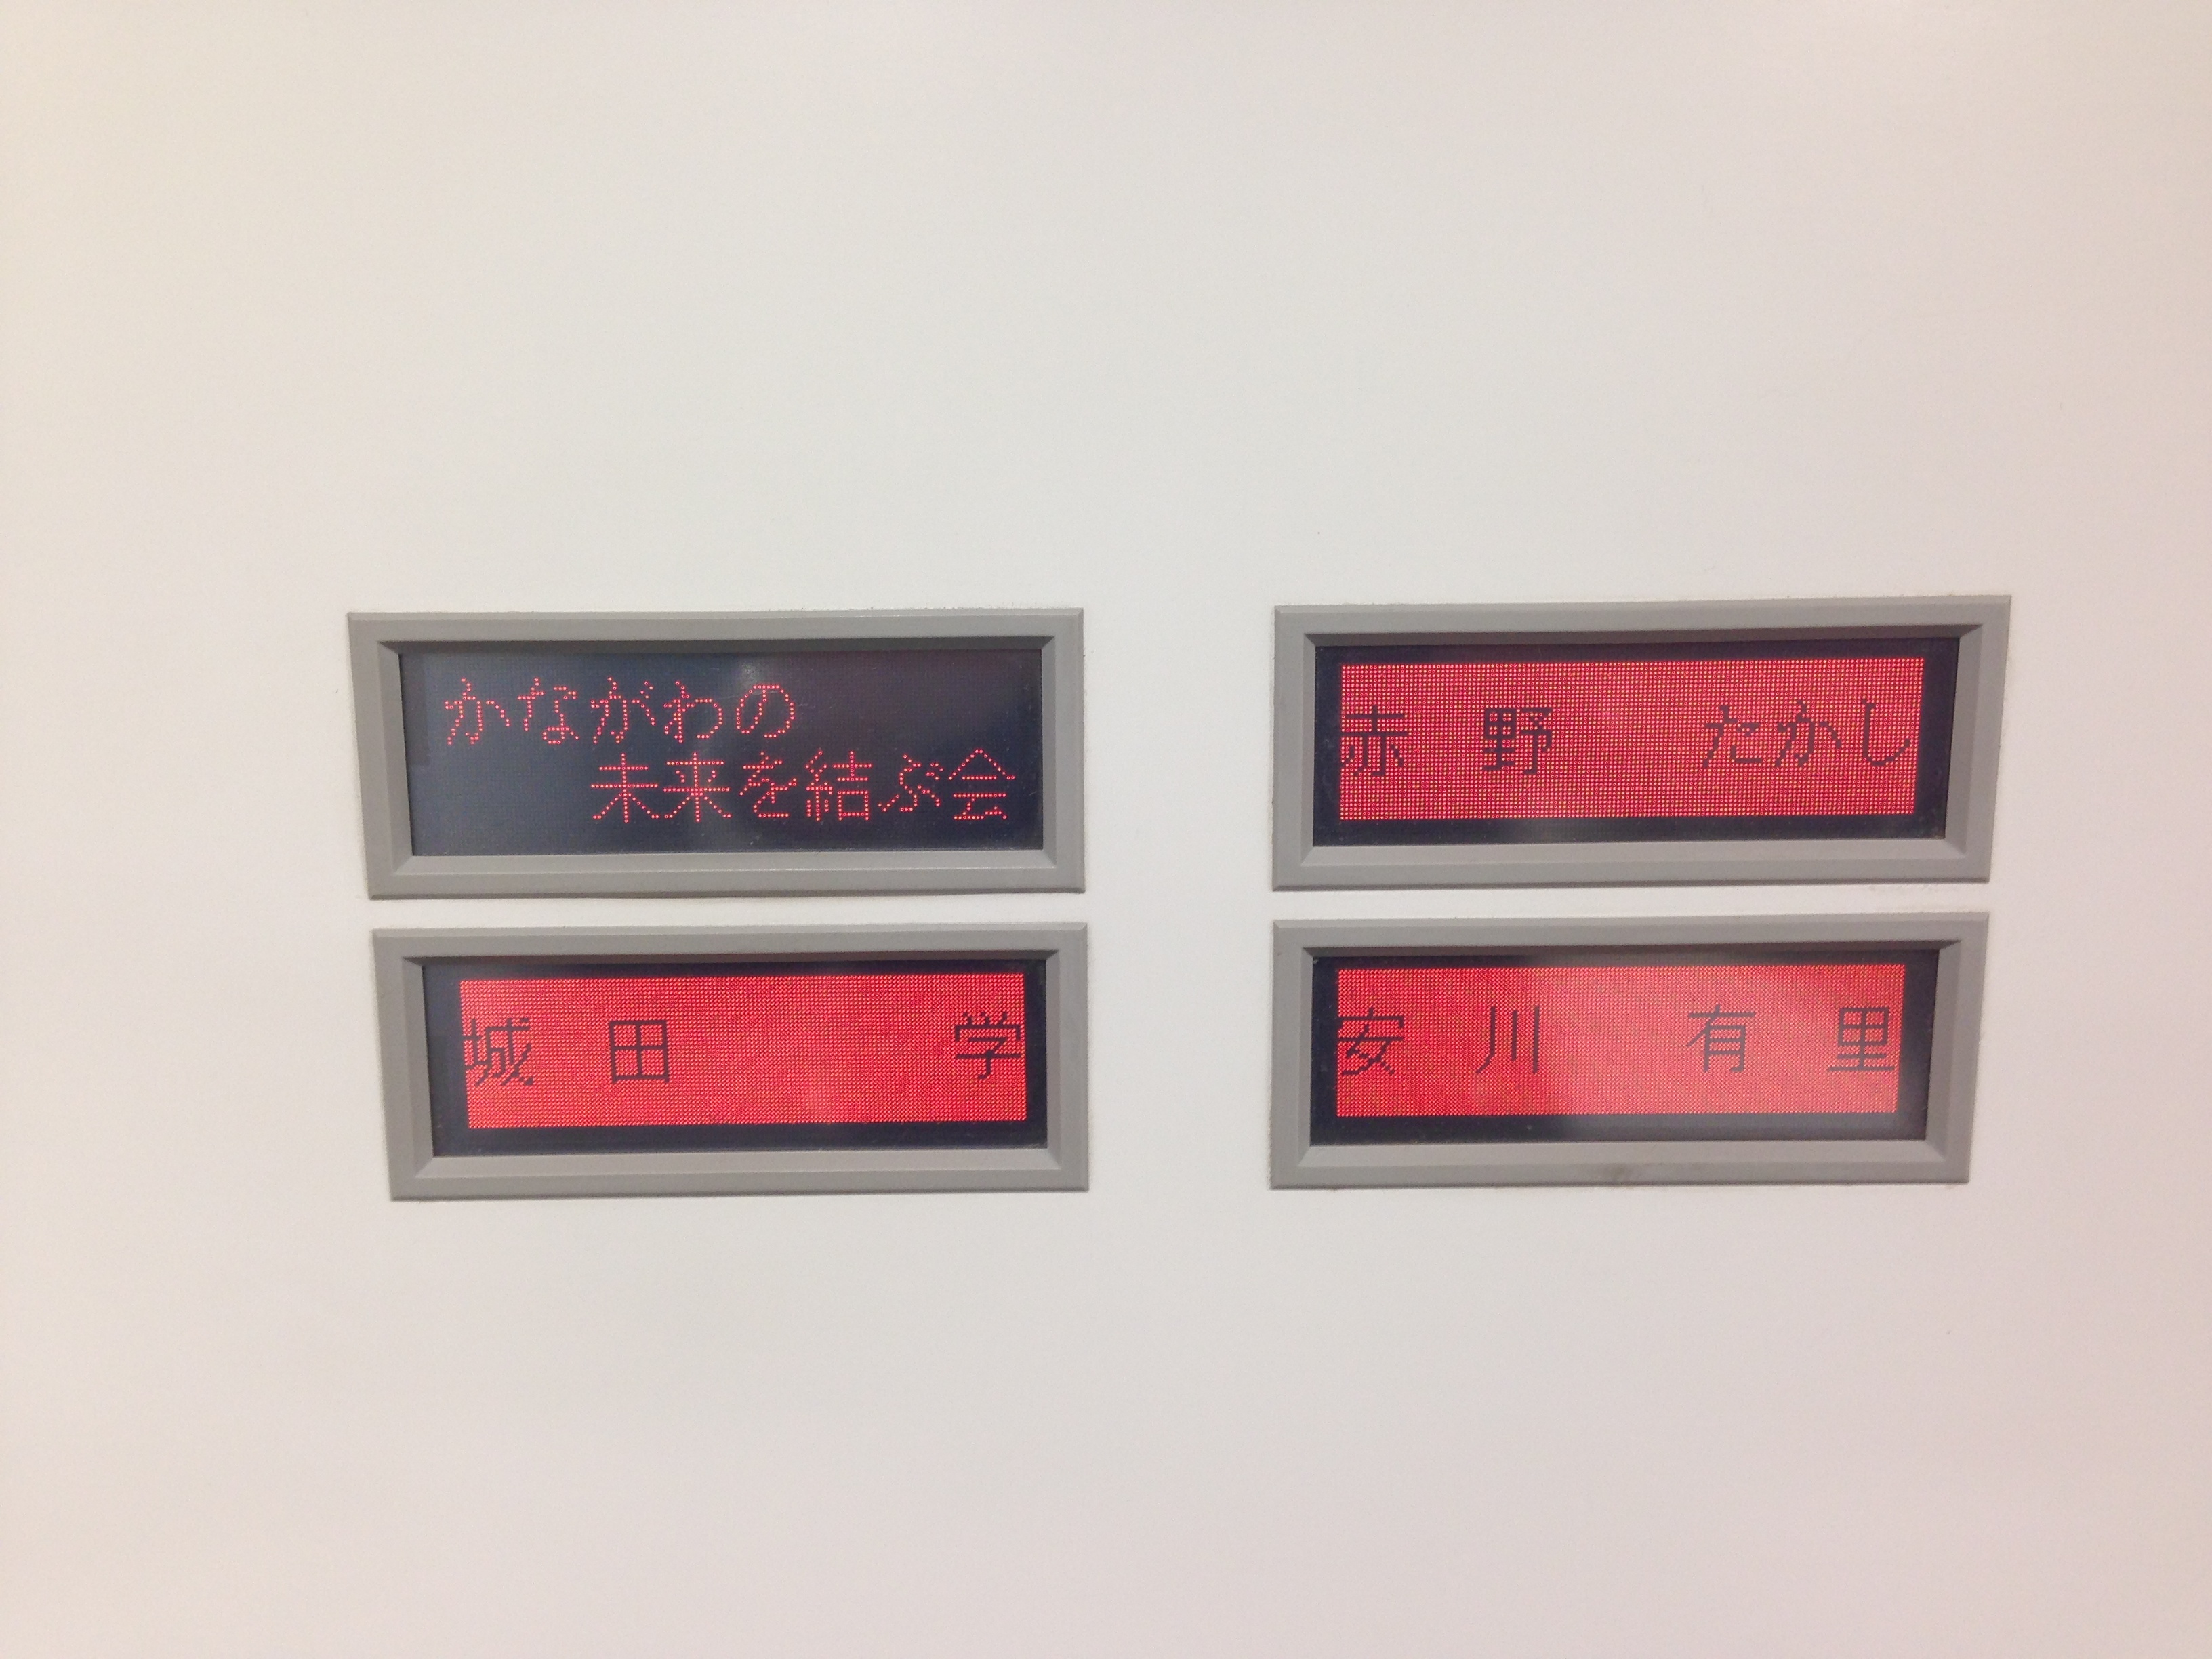 かながわの
未来を結ぶ会
赤野 たかし
城田 学
安川 有里